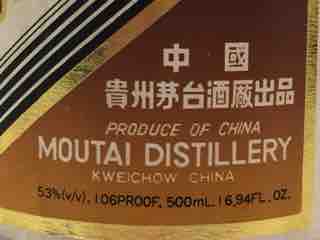 中國
貴州茅台酒廠出品
PRODUCE OF CHINA
MOUTAI DISTILLERY
KWEICHOW CHINA
53%(v/v). 106PROOF. 500mL. 16.94FL.OZ.